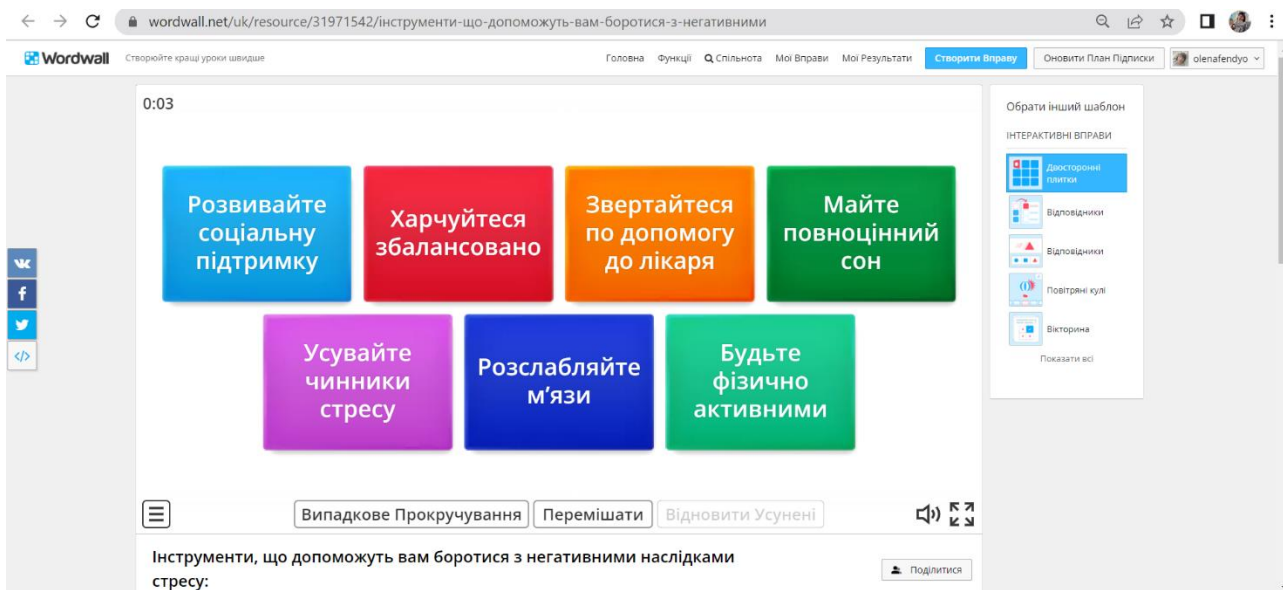 wordwall.net/uk/resource/31971542/інструменти-що-допоможуть-вам-боротися-з-негативними
Wordwall
Створюйте кращі уроки швидше
Головна
Функції
Спільнота
Мої Вправи
Мої Результати
Створити Вправу
Оновити План Підписки
olenafendyo
0:03
Розвивайте
соціальну
підтримку
Харчуйтеся
збалансовано
Звертайтеся
по допомогу
до лікаря
Майте
повноцінний
сон
Усувайте
чинники
стресу
Розслабляйте
м’язи
Будьте
фізично
активними
Випадкове Прокручування
Перемішати
Відновити Усунені
Інструменти, що допоможуть вам боротися з негативними наслідками
стресу:
Поділитися
Обрати інший шаблон
ІНТЕРАКТИВНІ ВПРАВИ
Двосторонні
плитки
Відповідники
Відповідники
Повітряні кулі
Вікторина
Показати всі